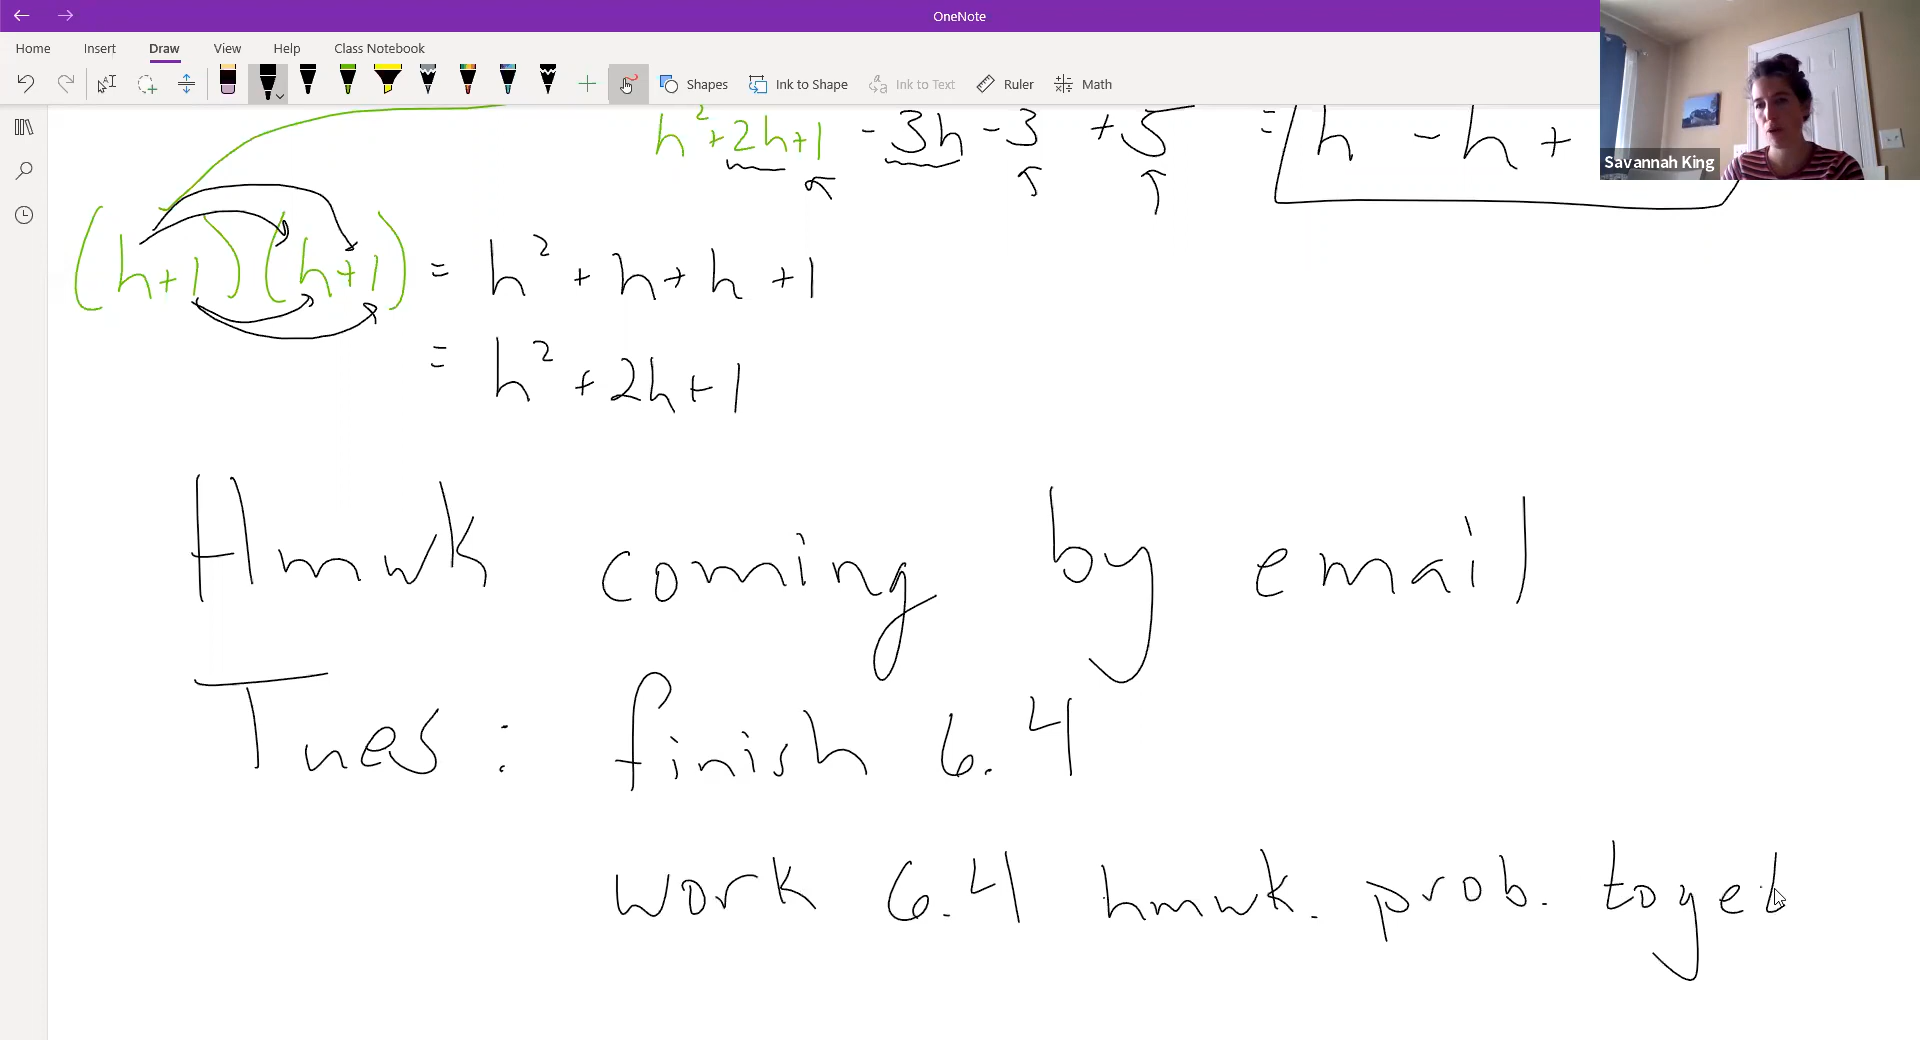 OneNote
Home Insert Draw View Help Class Notebook
Shapes Ink to Shape Ink to Text Ruler Math
Savannah King
h²+2h+1 -3h -3 +5 = h -h+
(h+1)(h+1) = h² + h + h +1
= h² +2h+1
Hmwk coming by email
Tues: finish 6.4
work 6.4 hmwk. prob. toget